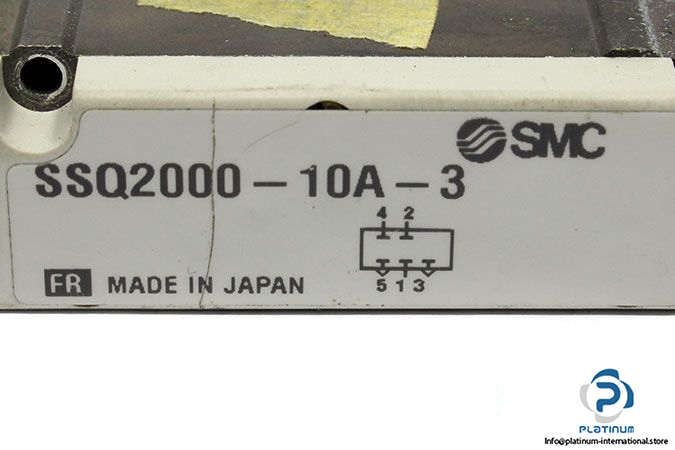 SMC
SSQ2000-10A-3
4 2
5 1 3
FR MADE IN JAPAN
PLATINUM
Info@platinum-international.store